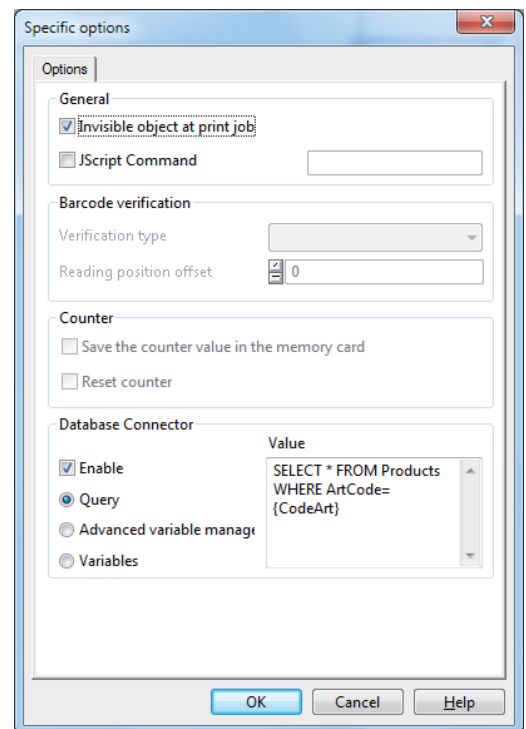 Specific options
Options
General
Invisible object at print job
JScript Command
Barcode verification
Verification type
Reading position offset
0
Counter
Save the counter value in the memory card
Reset counter
Database Connector
Value
Enable
SELECT * FROM Products
WHERE ArtCode=
{CodeArt}
Query
Advanced variable manage
Variables
OK Cancel Help